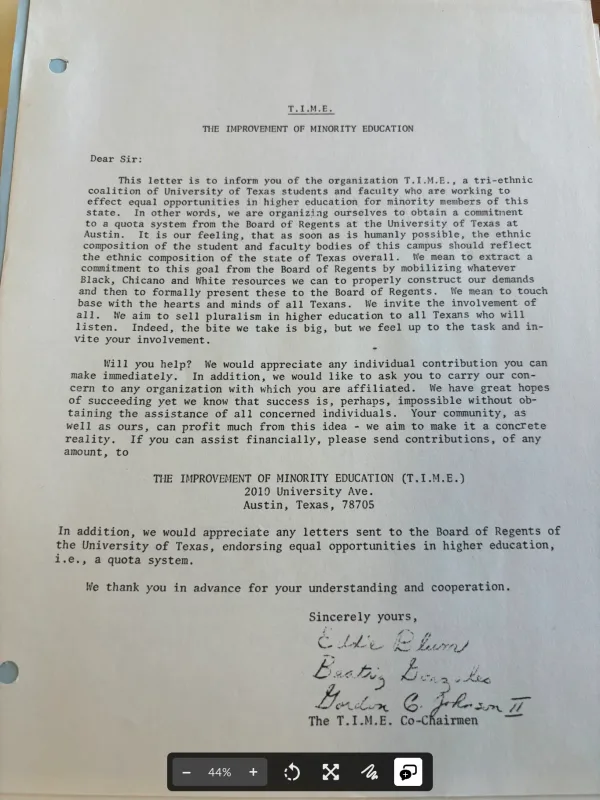 T.I.M.E.
THE IMPROVEMENT OF MINORITY EDUCATION
Dear Sir:
This letter is to inform you of the organization T.I.M.E., a tri-ethnic
coalition of University of Texas students and faculty who are working to
effect equal opportunities in higher education for minority members of this
state. In other words, we are organizing ourselves to obtain a commitment
to a quota system from the Board of Regents at the University of Texas at
Austin. It is our feeling, that as soon as is humanly possible, the ethnic
composition of the student and faculty bodies of this campus should reflect
the ethnic composition of the state of Texas overall. We mean to extract a
commitment to this goal from the Board of Regents by mobilizing whatever
Black, Chicano and White resources we can to properly construct our demands
and then to formally present these to the Board of Regents. We mean to touch
base with the hearts and minds of all Texans. We invite the involvement of
all. We aim to sell pluralism in higher education to all Texans who will
listen. Indeed, the bite we take is big, but we feel up to the task and in-
vite your involvement.
Will you help? We would appreciate any individual contribution you can
make immediately. In addition, we would like to ask you to carry our con-
cern to any organization with which you are affiliated. We have great hopes
of succeeding yet we know that success is, perhaps, impossible without ob-
taining the assistance of all concerned individuals. Your community, as
well as ours, can profit much from this idea - we aim to make it a concrete
reality. If you can assist financially, please send contributions, of any
amount, to
THE IMPROVEMENT OF MINORITY EDUCATION (T.I.M.E.)
2010 University Ave.
Austin, Texas, 78705
In addition, we would appreciate any letters sent to the Board of Regents of
the University of Texas, endorsing equal opportunities in higher education,
i.e., a quota system.
We thank you in advance for your understanding and cooperation.
Sincerely yours,
Eddie Blum
Beatriz Gonzales
Gordon G. Johnson II
The T.I.M.E. Co-Chairmen
44%